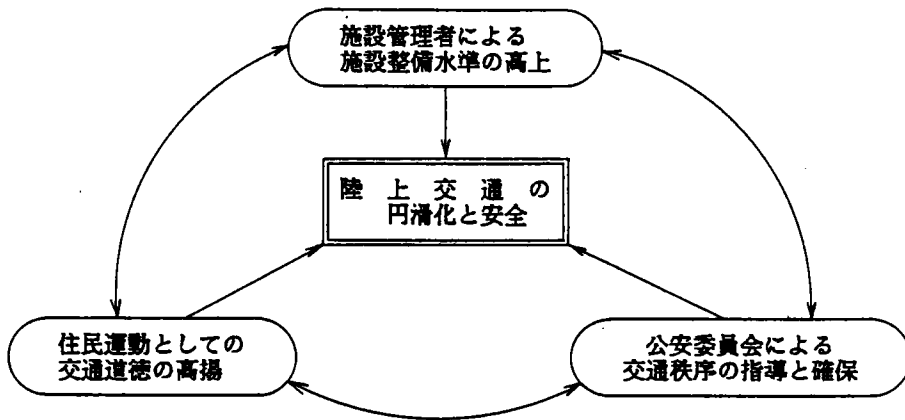 施設管理者による
施設整備水準の高上
陸上交通の
円滑化と安全
住民運動としての
交通道徳の高揚
公安委員会による
交通秩序の指導と確保